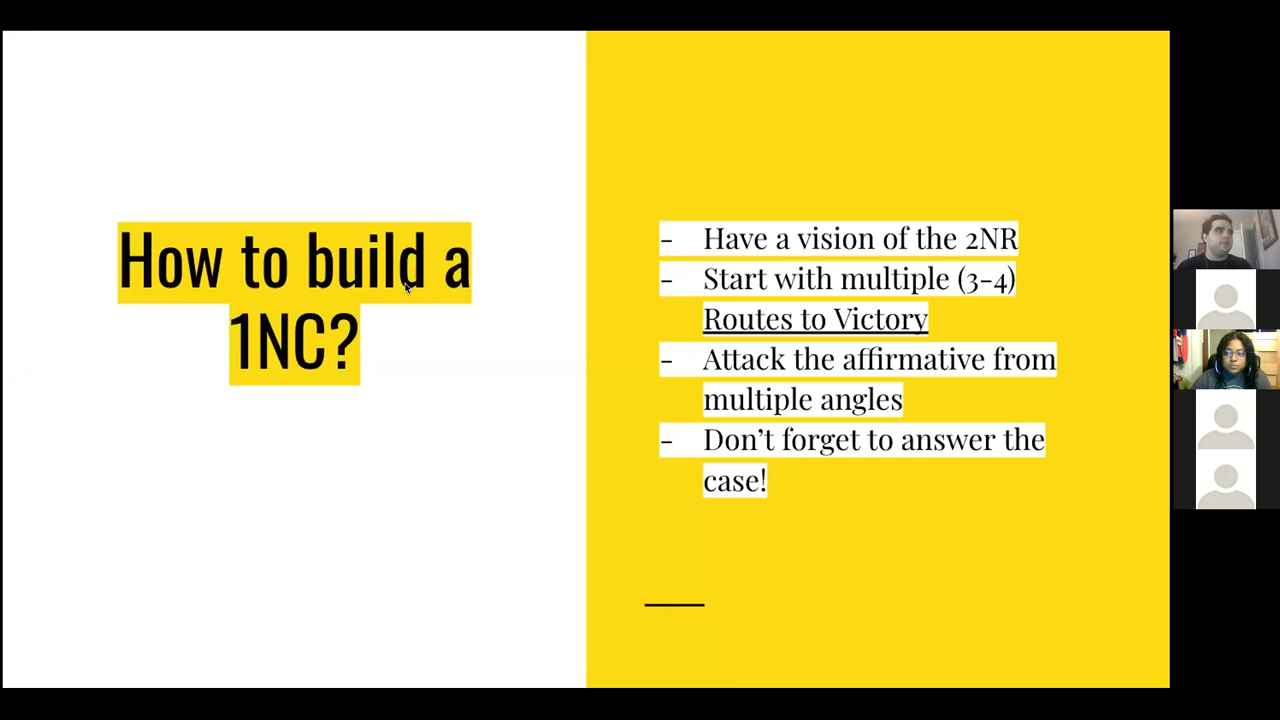 How to build a
1NC?
- Have a vision of the 2NR
- Start with multiple (3-4)
Routes to Victory
- Attack the affirmative from
multiple angles
- Don’t forget to answer the
case!